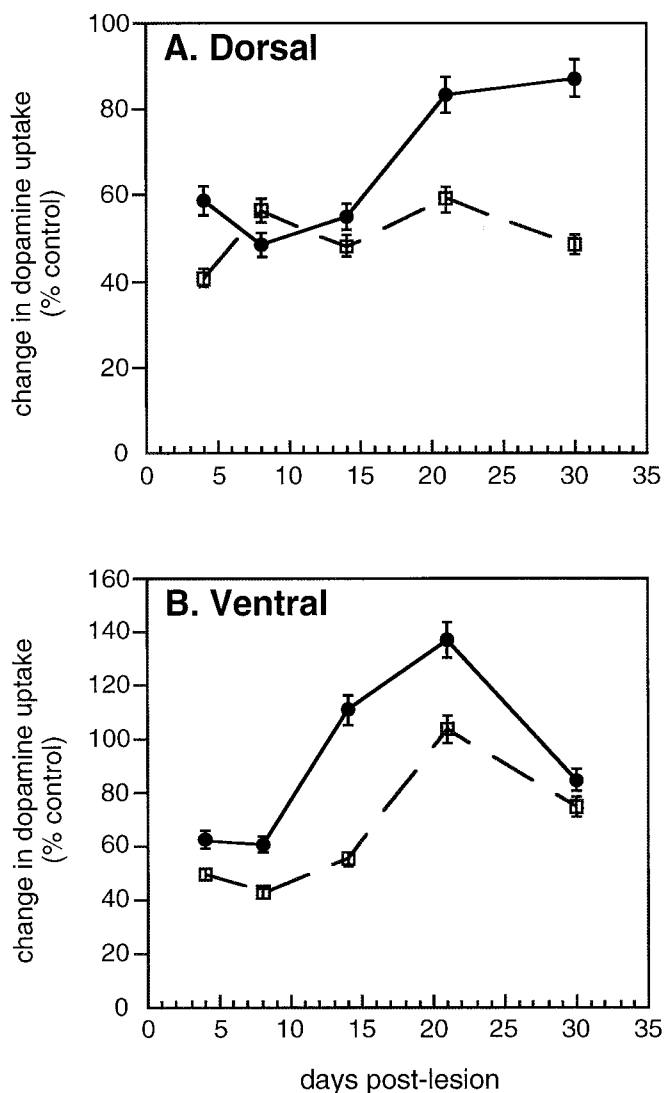 A. Dorsal
change in dopamine uptake
(% control)
100
80
60
40
20
0
0 5 10 15 20 25 30 35
B. Ventral
change in dopamine uptake
(% control)
160
140
120
100
80
60
40
20
0
0 5 10 15 20 25 30 35
days post-lesion